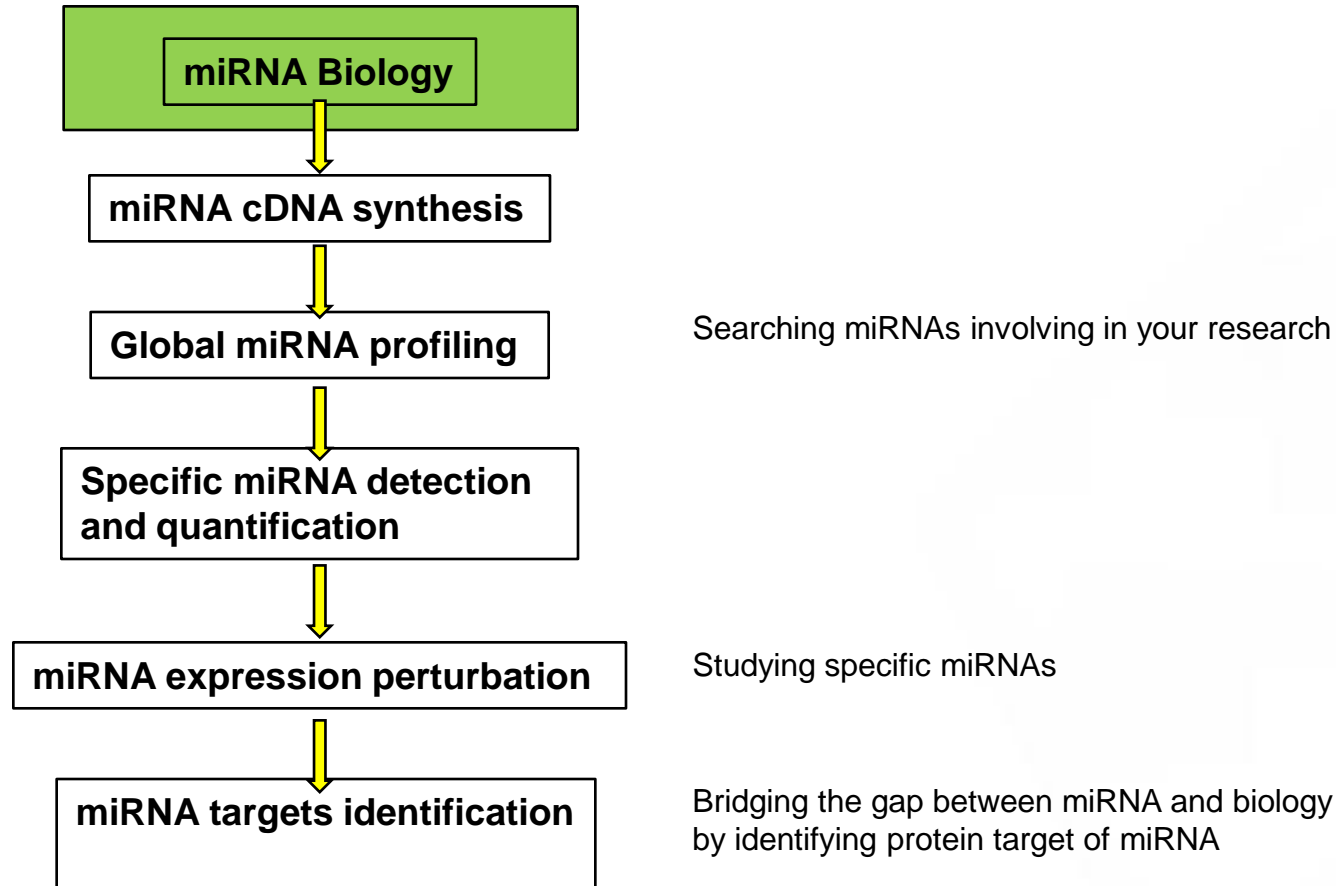 miRNA Biology
miRNA cDNA synthesis
Global miRNA profiling
Searching miRNAs involving in your research
Specific miRNA detection
and quantification
miRNA expression perturbation
Studying specific miRNAs
miRNA targets identification
Bridging the gap between miRNA and biology
by identifying protein target of miRNA